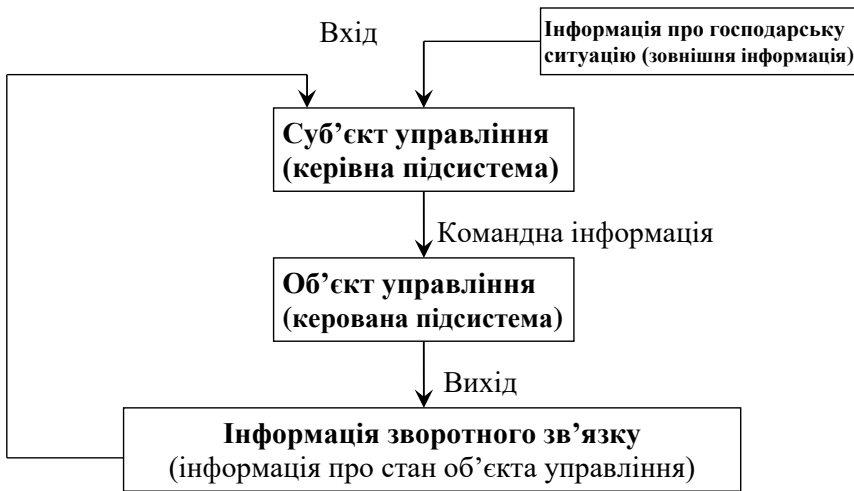 Вхід
Інформація про господарську
ситуацію (зовнішня інформація)
Суб’єкт управління
(керівна підсистема)
Командна інформація
Об’єкт управління
(керована підсистема)
Вихід
Інформація зворотного зв’язку
(інформація про стан об’єкта управління)